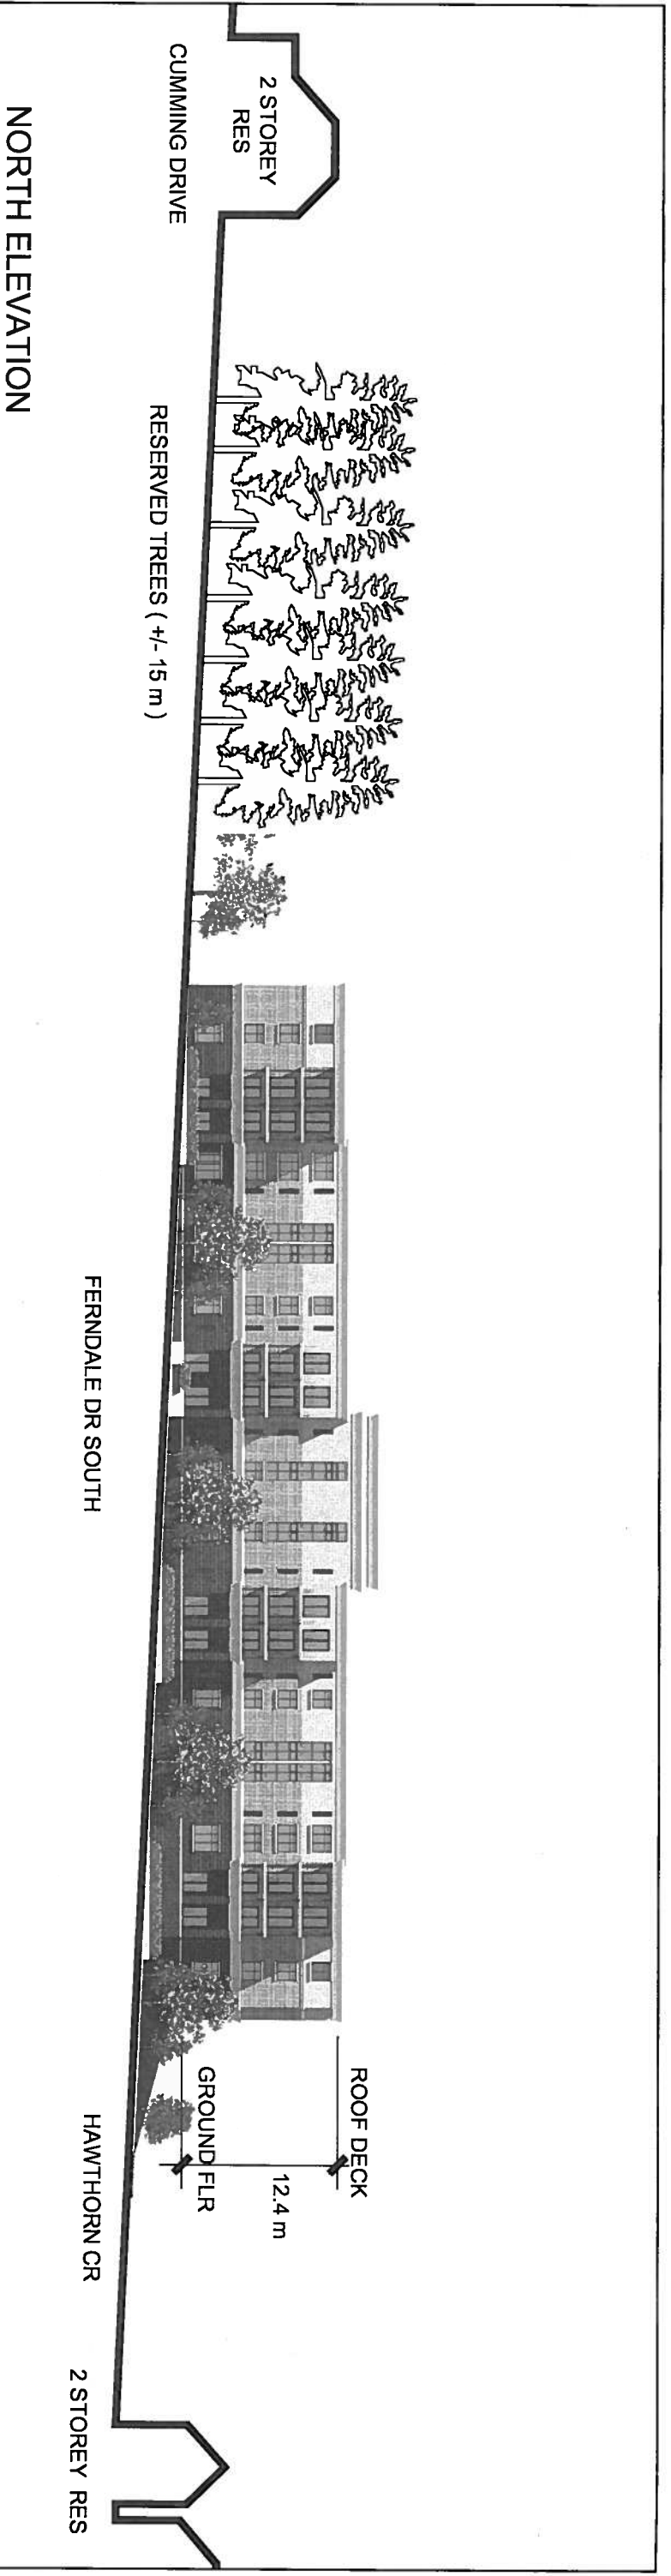 2 STOREY
RES
CUMMING DRIVE
RESERVED TREES ( +/- 15 m )
FERNDALE DR SOUTH
ROOF DECK
12.4 m
GROUND FLR
HAWTHORN CR
2 STOREY RES
NORTH ELEVATION